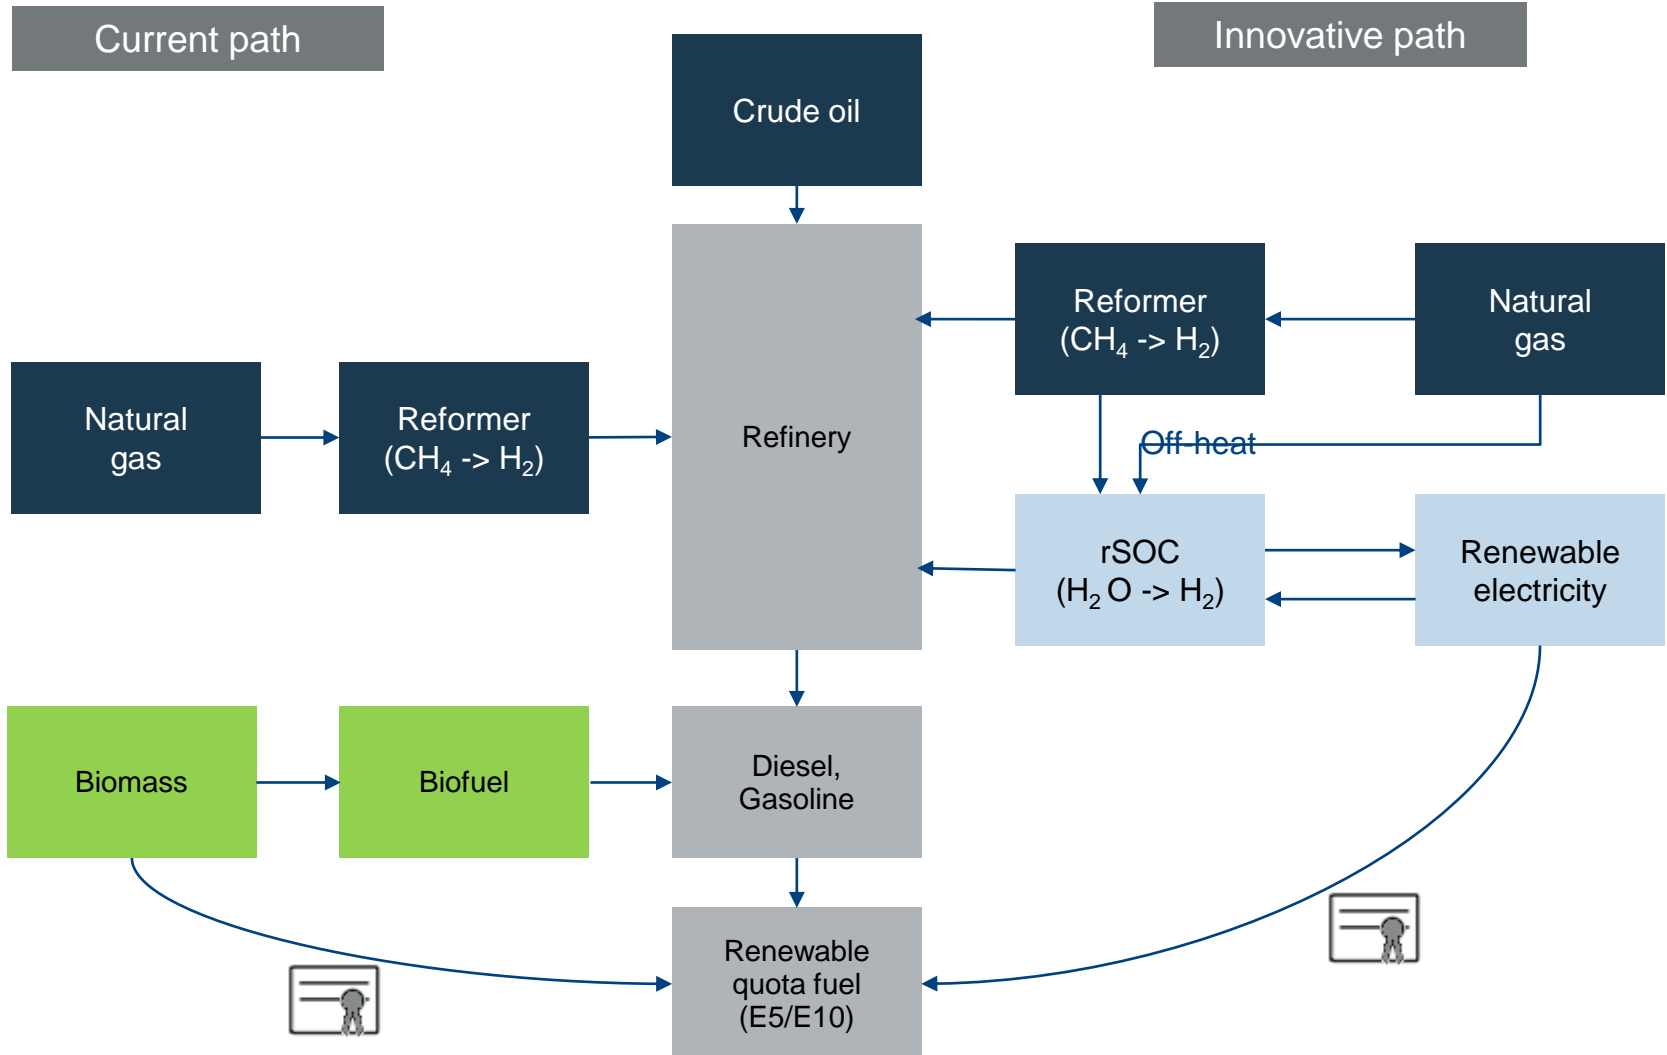 Current path
Innovative path
Crude oil
Reformer
(CH₄ -> H₂)
Natural
gas
Natural
gas
Reformer
(CH₄ -> H₂)
Refinery
Off-heat
rSOC
(H₂ O -> H₂)
Renewable
electricity
Biomass
Biofuel
Diesel,
Gasoline
Renewable
quota fuel
(E5/E10)